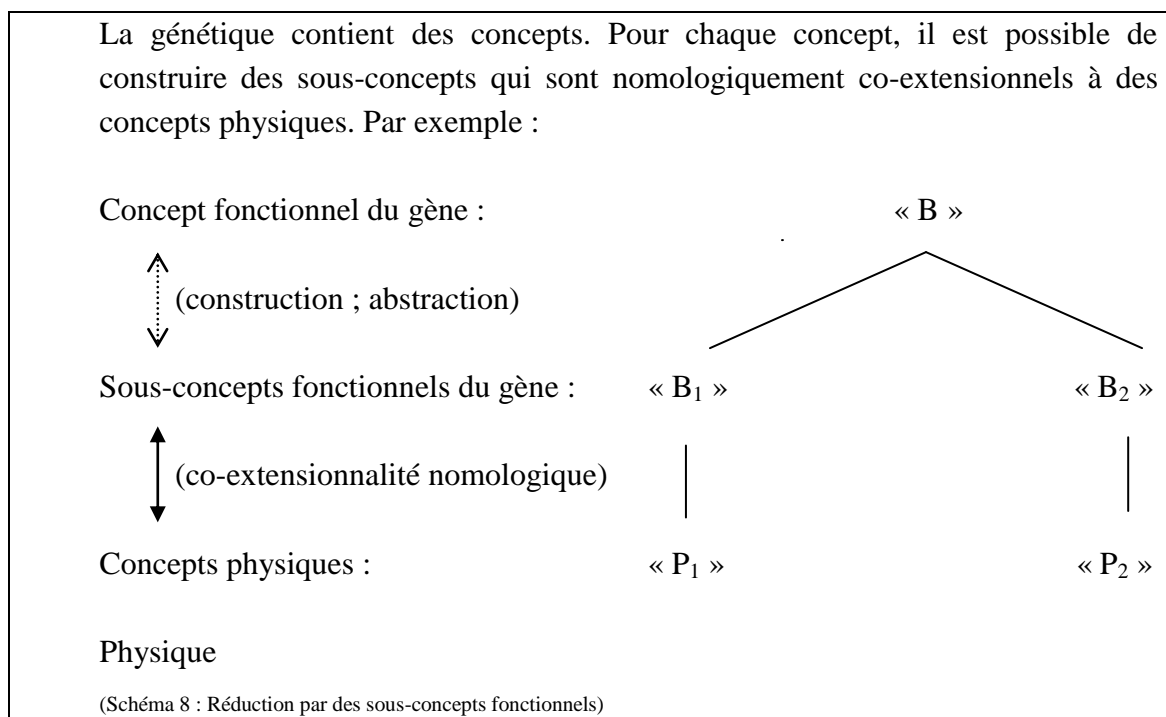 La génétique contient des concepts. Pour chaque concept, il est possible de
construire des sous-concepts qui sont nomologiquement co-extensionnels à des
concepts physiques. Par exemple :
Concept fonctionnel du gène : « B »
(construction ; abstraction)
Sous-concepts fonctionnels du gène : « B₁ » « B₂ »
(co-extensionnalité nomologique)
Concepts physiques : « P₁ » « P₂ »
Physique
(Schéma 8 : Réduction par des sous-concepts fonctionnels)